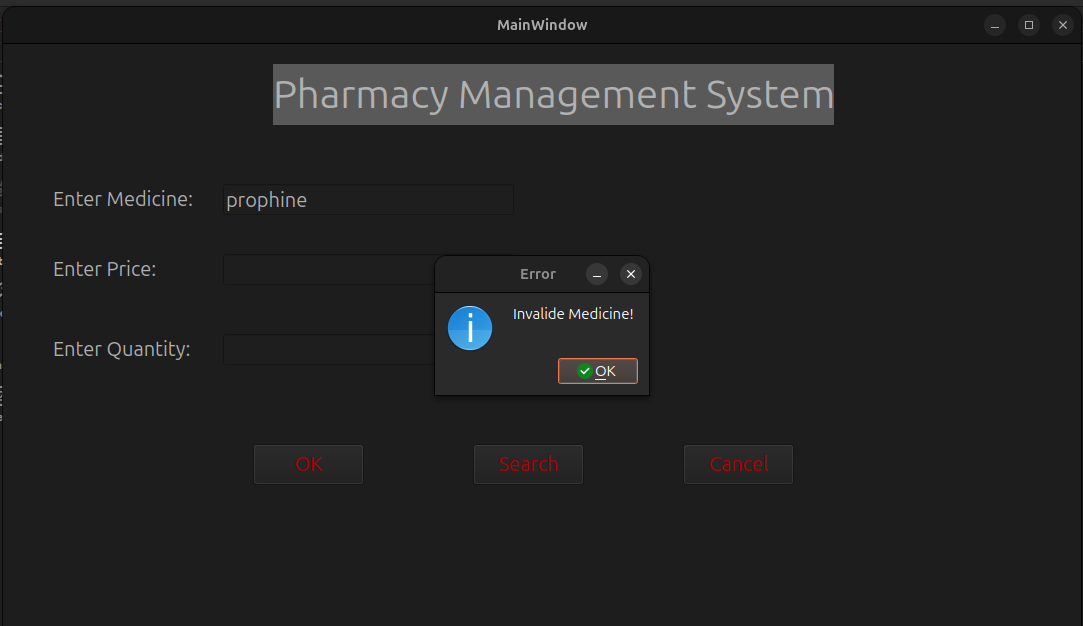 MainWindow
Pharmacy Management System
Enter Medicine: prophine
Enter Price:
Error
Invalide Medicine!
Enter Quantity:
OK
OK Search Cancel